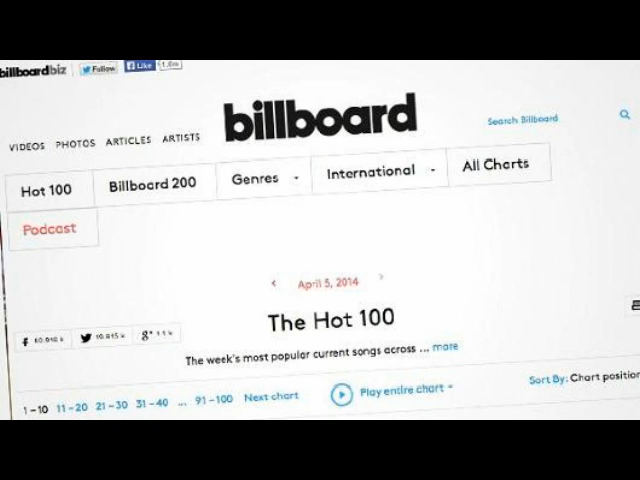 billboardbiz Follow Like
billboard
Search Billboard
VIDEOS PHOTOS ARTICLES ARTISTS
Hot 100 Billboard 200 Genres International All Charts
Podcast
April 5, 2014
The Hot 100
The week's most popular current songs across ... more
1-10 11-20 21-30 31-40 ... 91-100 Next chart Play entire chart Sort By: Chart position